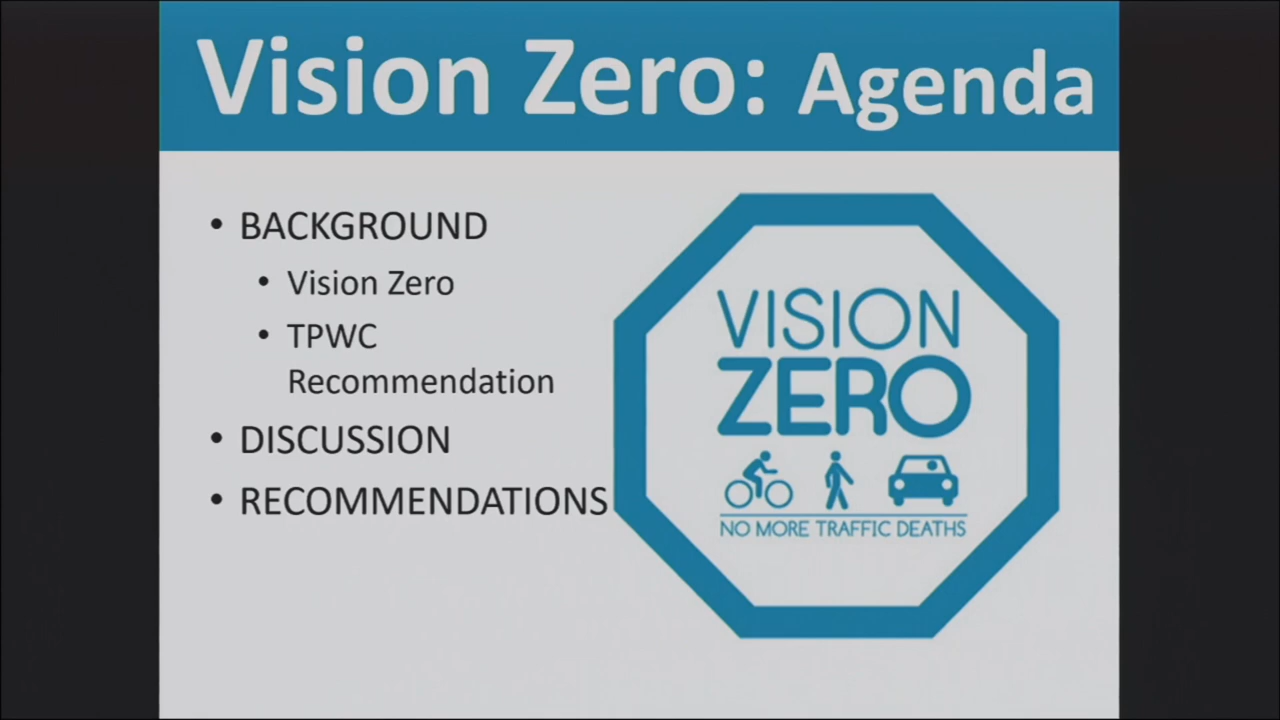 Vision Zero: Agenda
• BACKGROUND
• Vision Zero
• TPWC
Recommendation
• DISCUSSION
• RECOMMENDATIONS
VISION
ZERO
NO MORE TRAFFIC DEATHS